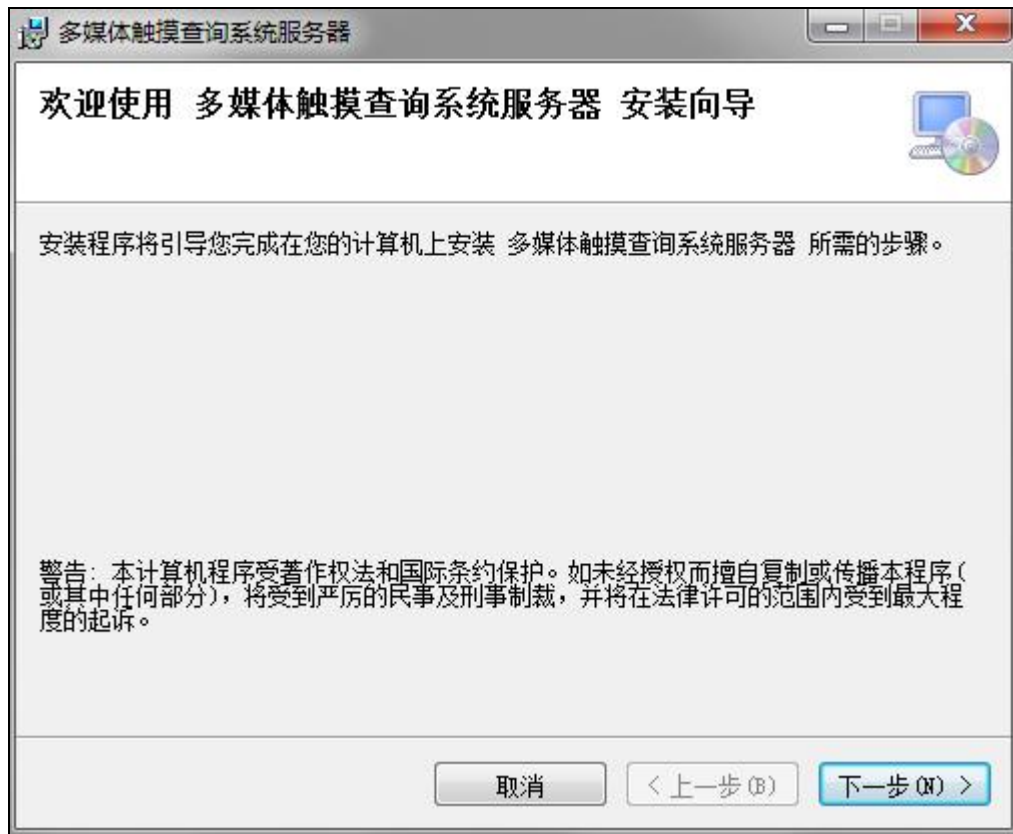 多媒体触摸查询系统服务器
欢迎使用 多媒体触摸查询系统服务器 安装向导
安装程序将引导您完成在您的计算机上安装 多媒体触摸查询系统服务器 所需的步骤。
警告: 本计算机程序受著作权法和国际条约保护。如未经授权而擅自复制或传播本程序(
或其中任何部分)，将受到严厉的民事及刑事制裁，并将在法律许可的范围内受到最大程
度的起诉。
取消
< 上一步(B)
下一步(N) >